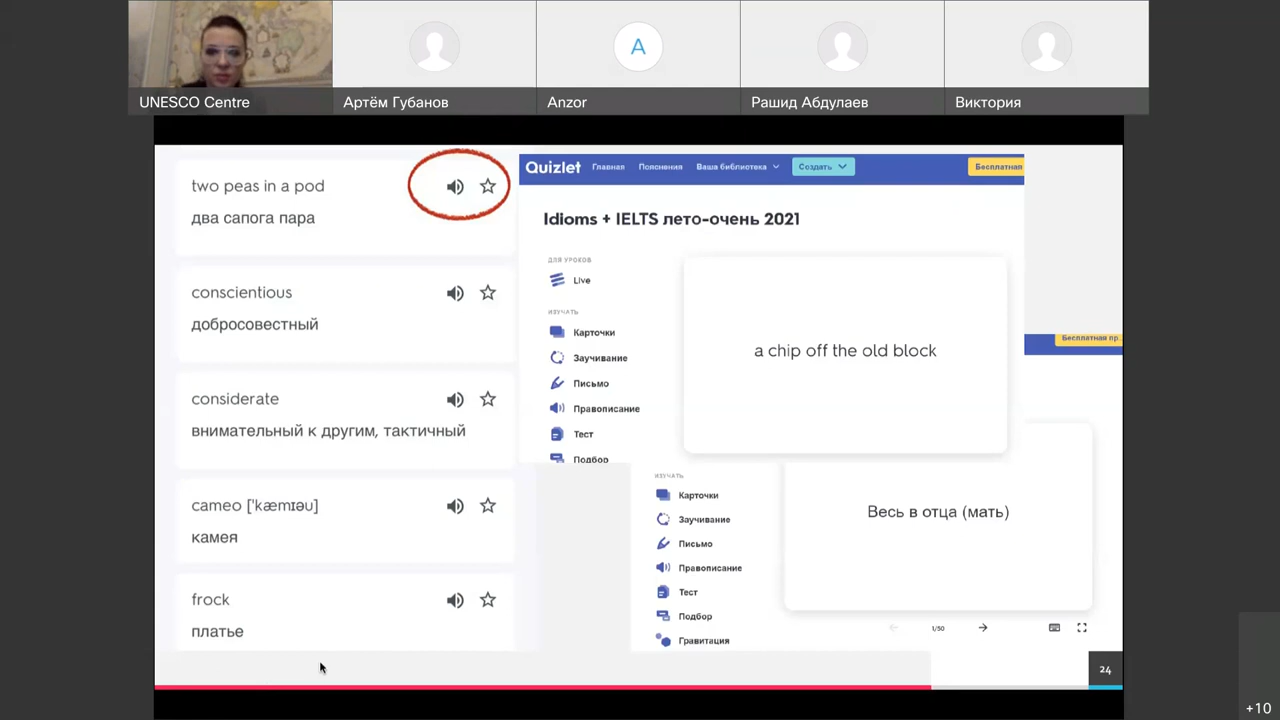 UNESCO Centre
Артём Губанов
A
Anzor
Рашид Абдулаев
Виктория
two peas in a pod
два сапога пара
conscientious
добросовестный
considerate
внимательный к другим, тактичный
cameo ['kæmɪəu]
камея
frock
платье
Quizlet Главная Пояснения Ваша библиотека Создать Бесплатная
Idioms + IELTS лето-очень 2021
ДЛЯ УРОКОВ
Live
ИЗУЧАТЬ
Карточки
Заучивание
Письмо
Правописание
Тест
Подбор
a chip off the old block
Бесплатная пр..
ИЗУЧАТЬ
Карточки
Заучивание
Письмо
Правописание
Тест
Подбор
Гравитация
Весь в отца (мать)
1/50
24
+10